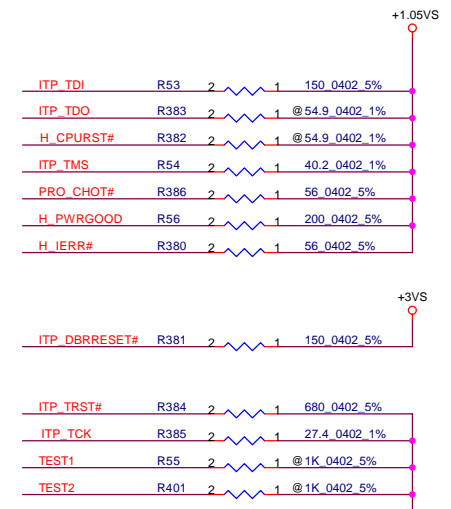 +1.05VS
ITP_TDI R53 2 1 150_0402_5%
ITP_TDO R383 2 1 @54.9_0402_1%
H_CPURST# R382 2 1 @54.9_0402_1%
ITP_TMS R54 2 1 40.2_0402_1%
PRO_CHOT# R386 2 1 56_0402_5%
H_PWRGOOD R56 2 1 200_0402_5%
H_IERR# R380 2 1 56_0402_5%
+3VS
ITP_DBRRESET# R381 2 1 150_0402_5%
ITP_TRST# R384 2 1 680_0402_5%
ITP_TCK R385 2 1 27.4_0402_1%
TEST1 R55 2 1 @1K_0402_5%
TEST2 R401 2 1 @1K_0402_5%